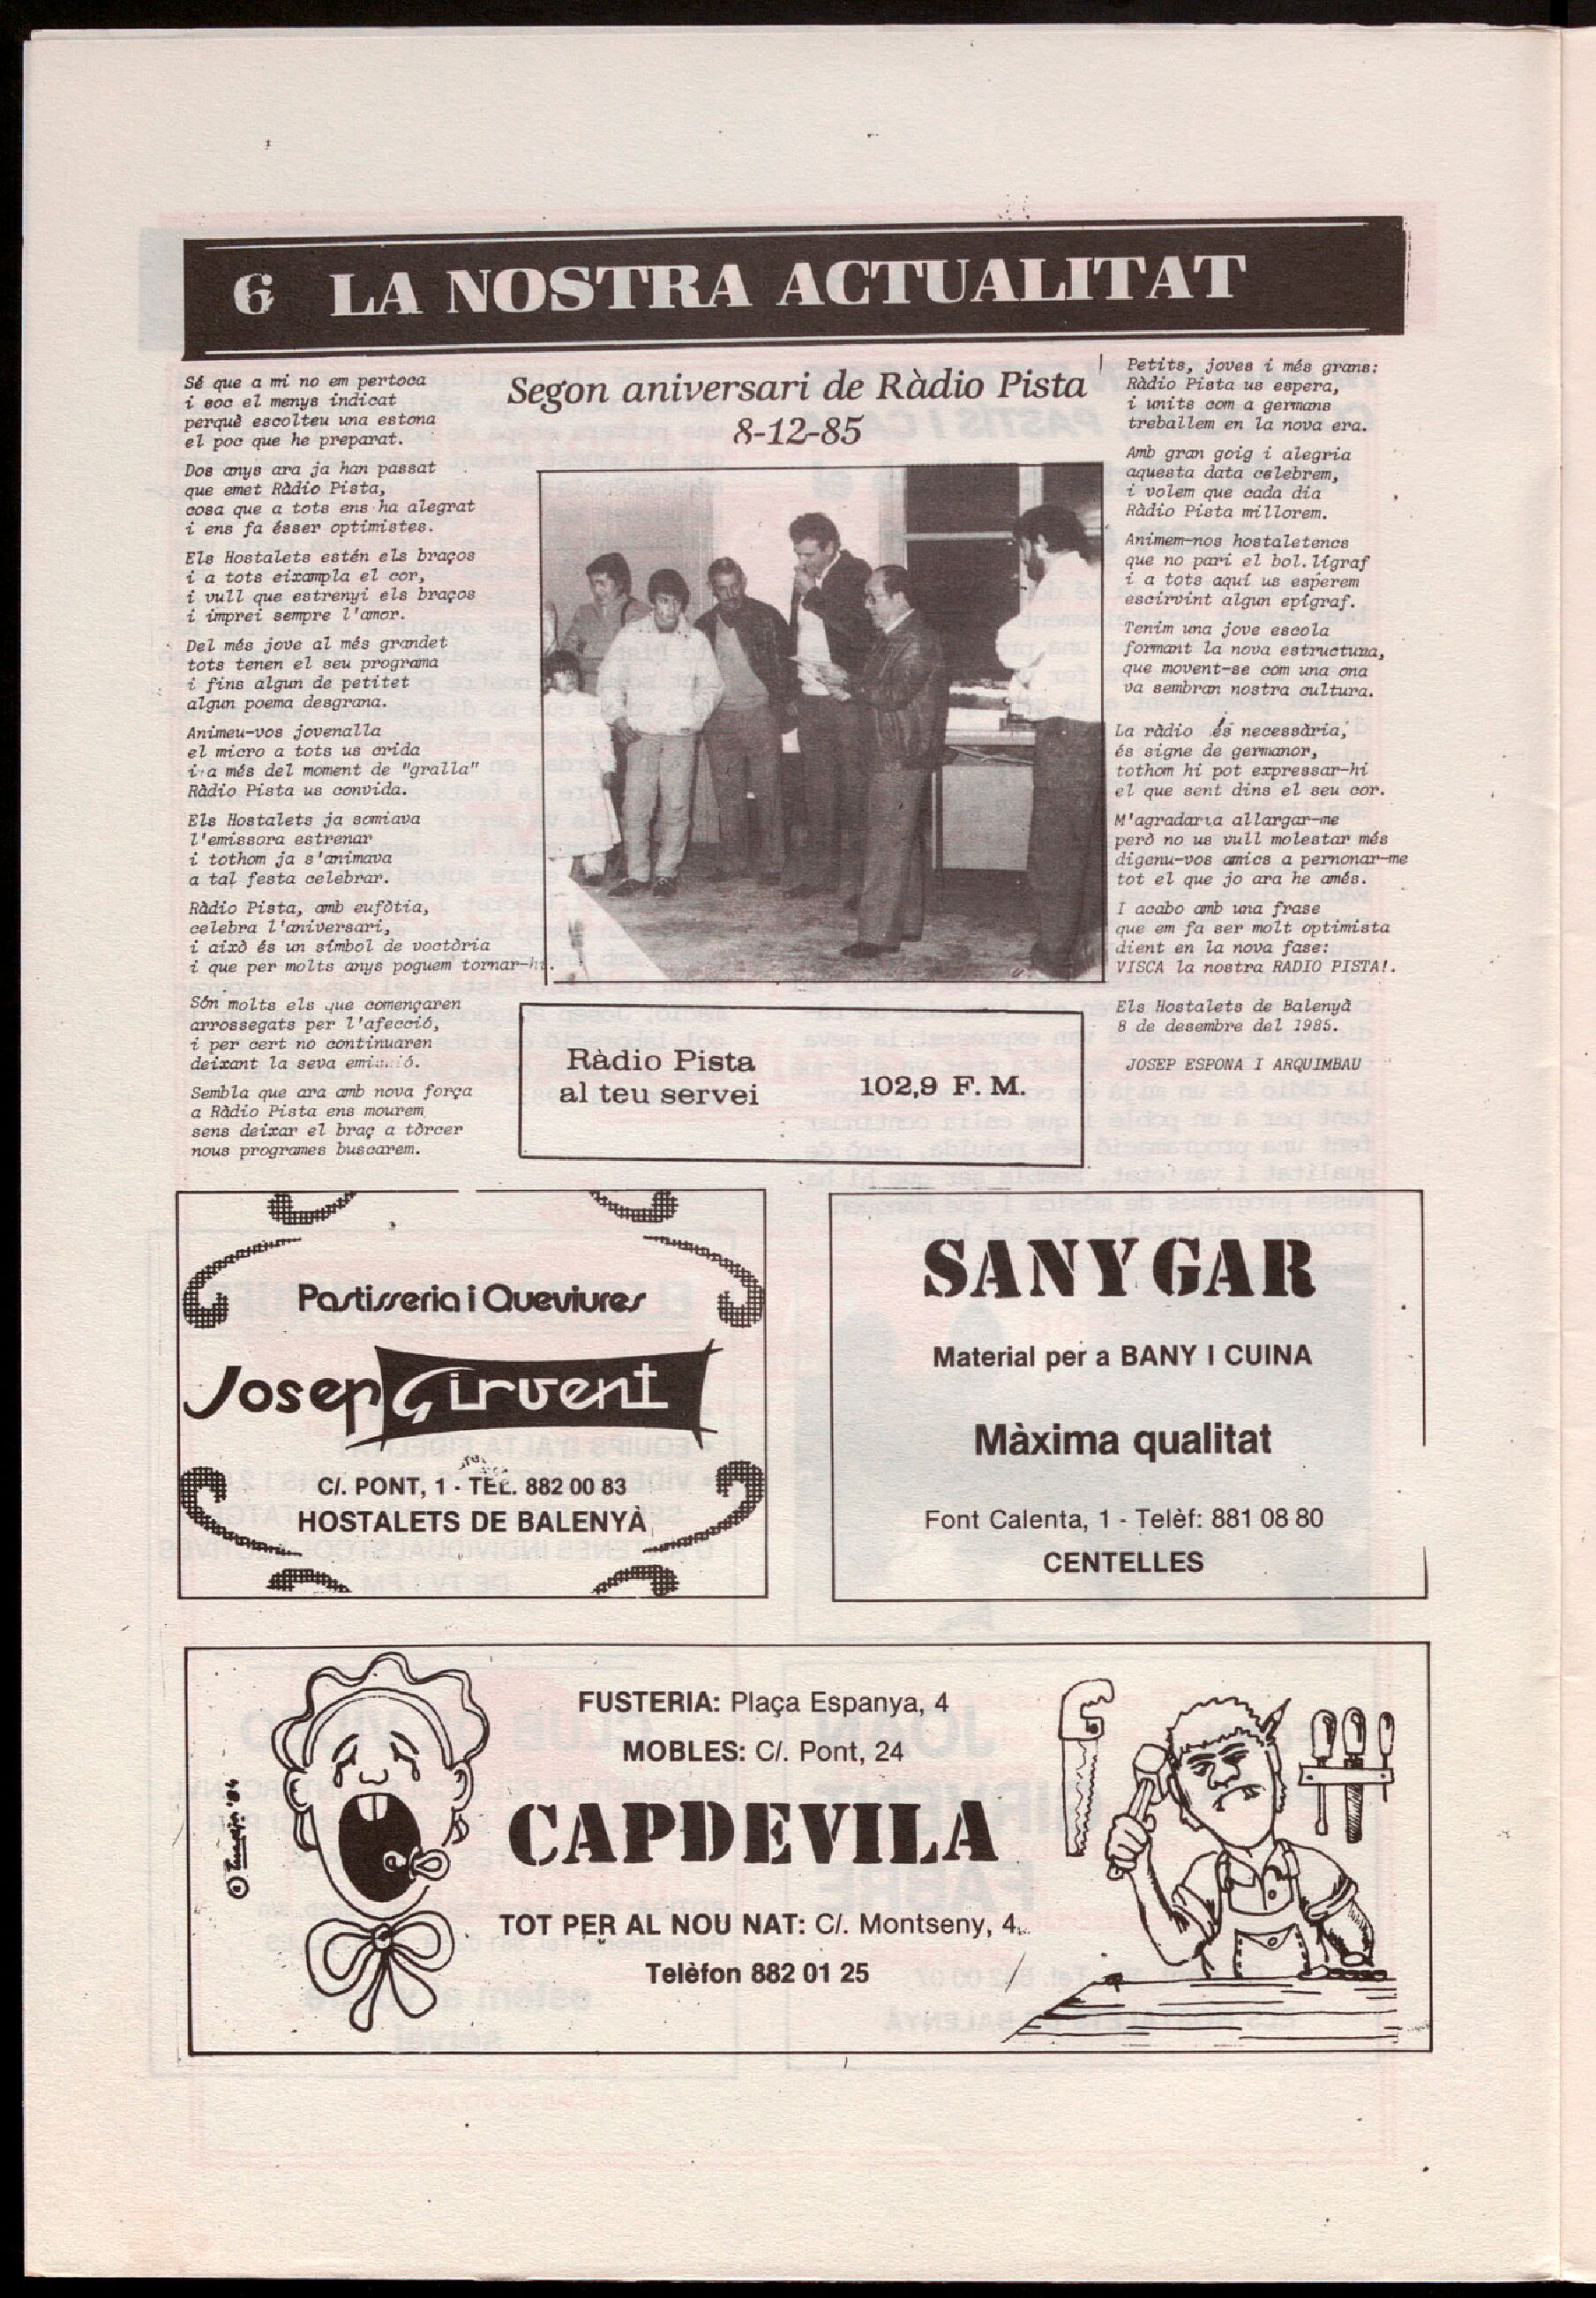 6 LA NOSTRA ACTUALITAT
Segon aniversari de Ràdio Pista
8-12-85
Sé que a mi no em pertoca
i soc el menys indicat
perquè escolteu una estona
el poc que he preparat.
Dos anys ara ja han passat
que emet Ràdio Pista,
cosa que a tots ens ha alegrat
i ens fa ésser optimistes.
Els Hostalets estén els braços
i a tots eixampla el cor,
i vull que estrenyi els braços
i imprei sempre l'amor.
Del més jove al més grandet
tots tenen el seu programa
i fins algun de petitet
algun poema desgrana.
Animeu-vos jovenalla
el micro a tots us crida
i a més del moment de "gralla"
Ràdio Pista us convida.
Els Hostalets ja somiava
l'emissora estrenar
i tothom ja s'animava
a tal festa celebrar.
Ràdio Pista, amb eufòtia,
celebra l'aniversari,
i això és un símbol de voctòria
i que per molts anys poguem tornar-hi.
Són molts els que començaren
arrossegats per l'afecció,
i per cert no continuaren
deixant la seva emissió.
Sembla que ara amb nova força
a Ràdio Pista ens mourem
sens deixar el braç a tòrcer
nous programes buscarem.
Petits, joves i més grans:
Ràdio Pista us espera,
i units com a germans
treballem en la nova era.
Amb gran goig i alegria
aquesta data celebrem,
i volem que cada dia
Ràdio Pista millorem.
Animem-nos hostaletencs
que no pari el bol.lígraf
i a tots aquí us esperem
escirvint algun epígraf.
Tenim una jove escola
formant la nova estructura,
que movent-se com una ona
va sembran nostra cultura.
La ràdio és necessària,
és signe de germanor,
tothom hi pot expressar-hi
el que sent dins el seu cor.
M'agradaria allargar-me
però no us vull molestar més
digenu-vos amics a pernonar-me
tot el que jo ara he amés.
I acabo amb una frase
que em fa ser molt optimista
dient en la nova fase:
VISCA la nostra RADIO PISTA!.
Els Hostalets de Balenyà
8 de desembre del 1985.
JOSEP ESPONA I ARQUIMBAU
Ràdio Pista
al teu servei
102,9 F. M.
Pastisseria i Queviures
Josep Girvent
C/. PONT, 1 - TEL. 882 00 83
HOSTALETS DE BALENYÀ
SANYGAR
Material per a BANY I CUINA
Màxima qualitat
Font Calenta, 1 - Telèf: 881 08 80
CENTELLES
FUSTERIA: Plaça Espanya, 4
MOBLES: C/. Pont, 24
CAPDEVILA
TOT PER AL NOU NAT: C/. Montseny, 4
Telèfon 882 01 25